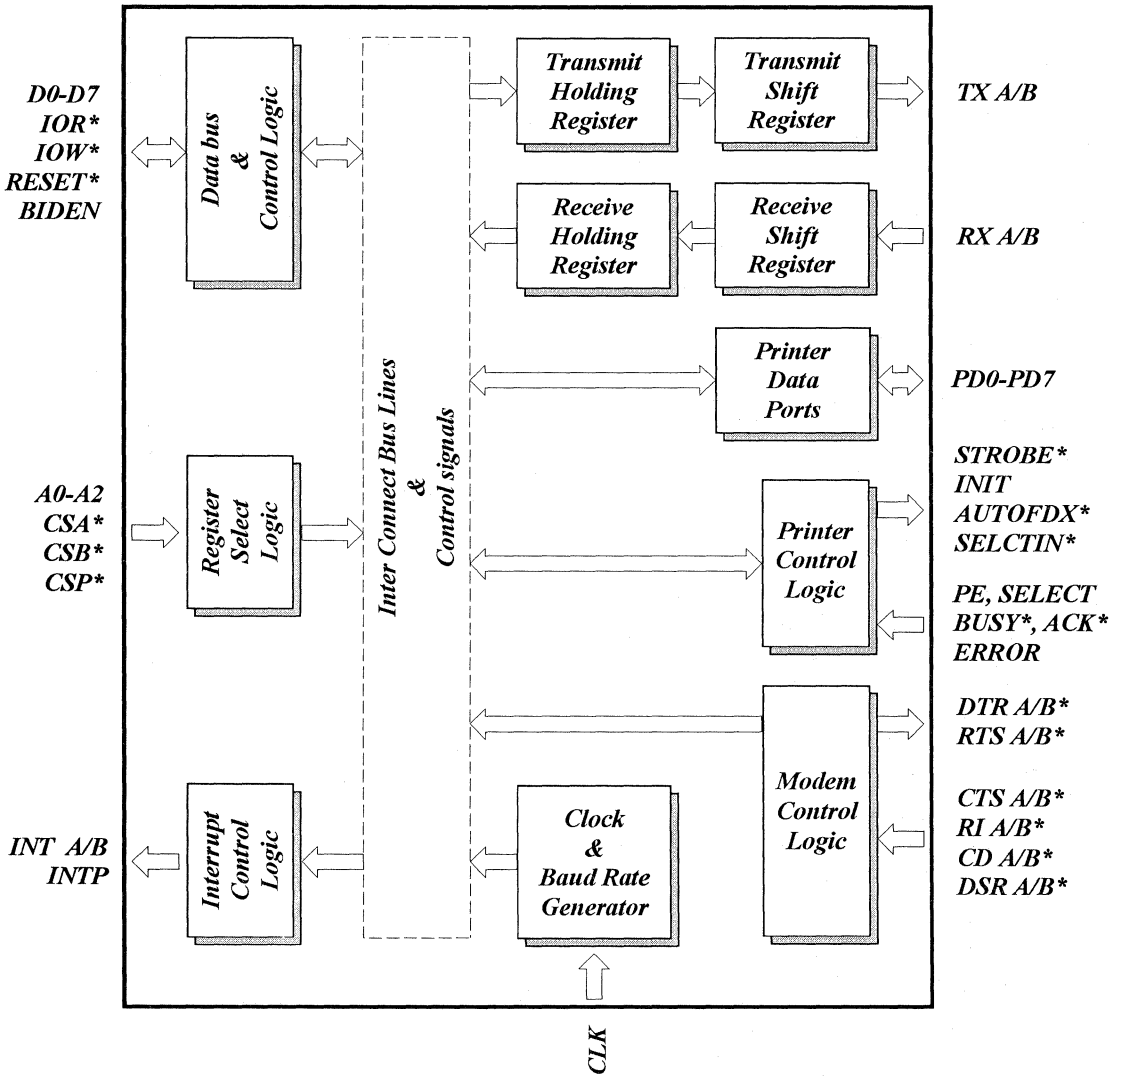 D0-D7
IOR*
IOW*
RESET*
BIDEN
Data bus
&
Control Logic
A0-A2
CSA*
CSB*
CSP*
Register
Select
Logic
INT A/B
INTP
Interrupt
Control
Logic
Inter Connect Bus Lines
&
Control signals
Transmit
Holding
Register
Transmit
Shift
Register
TX A/B
Receive
Holding
Register
Receive
Shift
Register
RX A/B
Printer
Data
Ports
PD0-PD7
Printer
Control
Logic
STROBE*
INIT
AUTOFDX*
SELCTIN*
PE, SELECT
BUSY*, ACK*
ERROR
Modem
Control
Logic
DTR A/B*
RTS A/B*
CTS A/B*
RI A/B*
CD A/B*
DSR A/B*
Clock
&
Baud Rate
Generator
CLK